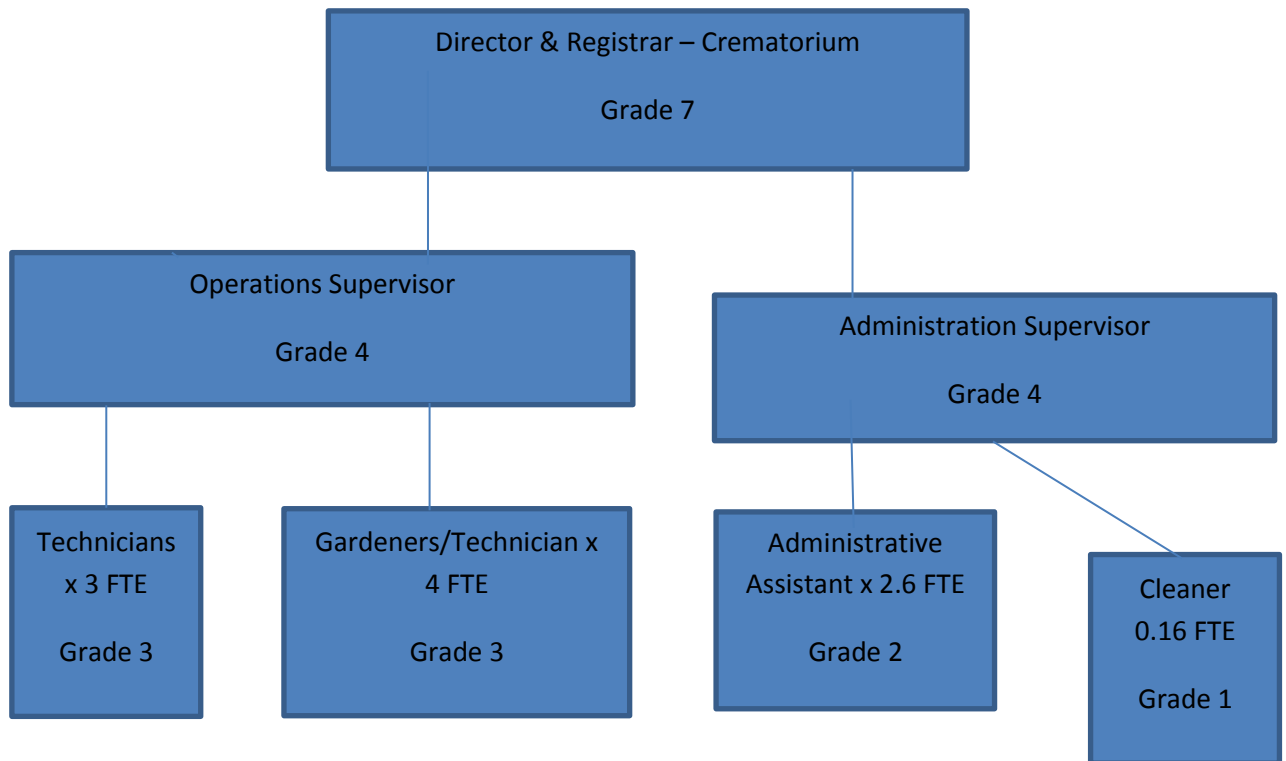 Director & Registrar – Crematorium
Grade 7
Operations Supervisor
Grade 4
Administration Supervisor
Grade 4
Technicians
x 3 FTE
Grade 3
Gardeners/Technician x
4 FTE
Grade 3
Administrative
Assistant x 2.6 FTE
Grade 2
Cleaner
0.16 FTE
Grade 1